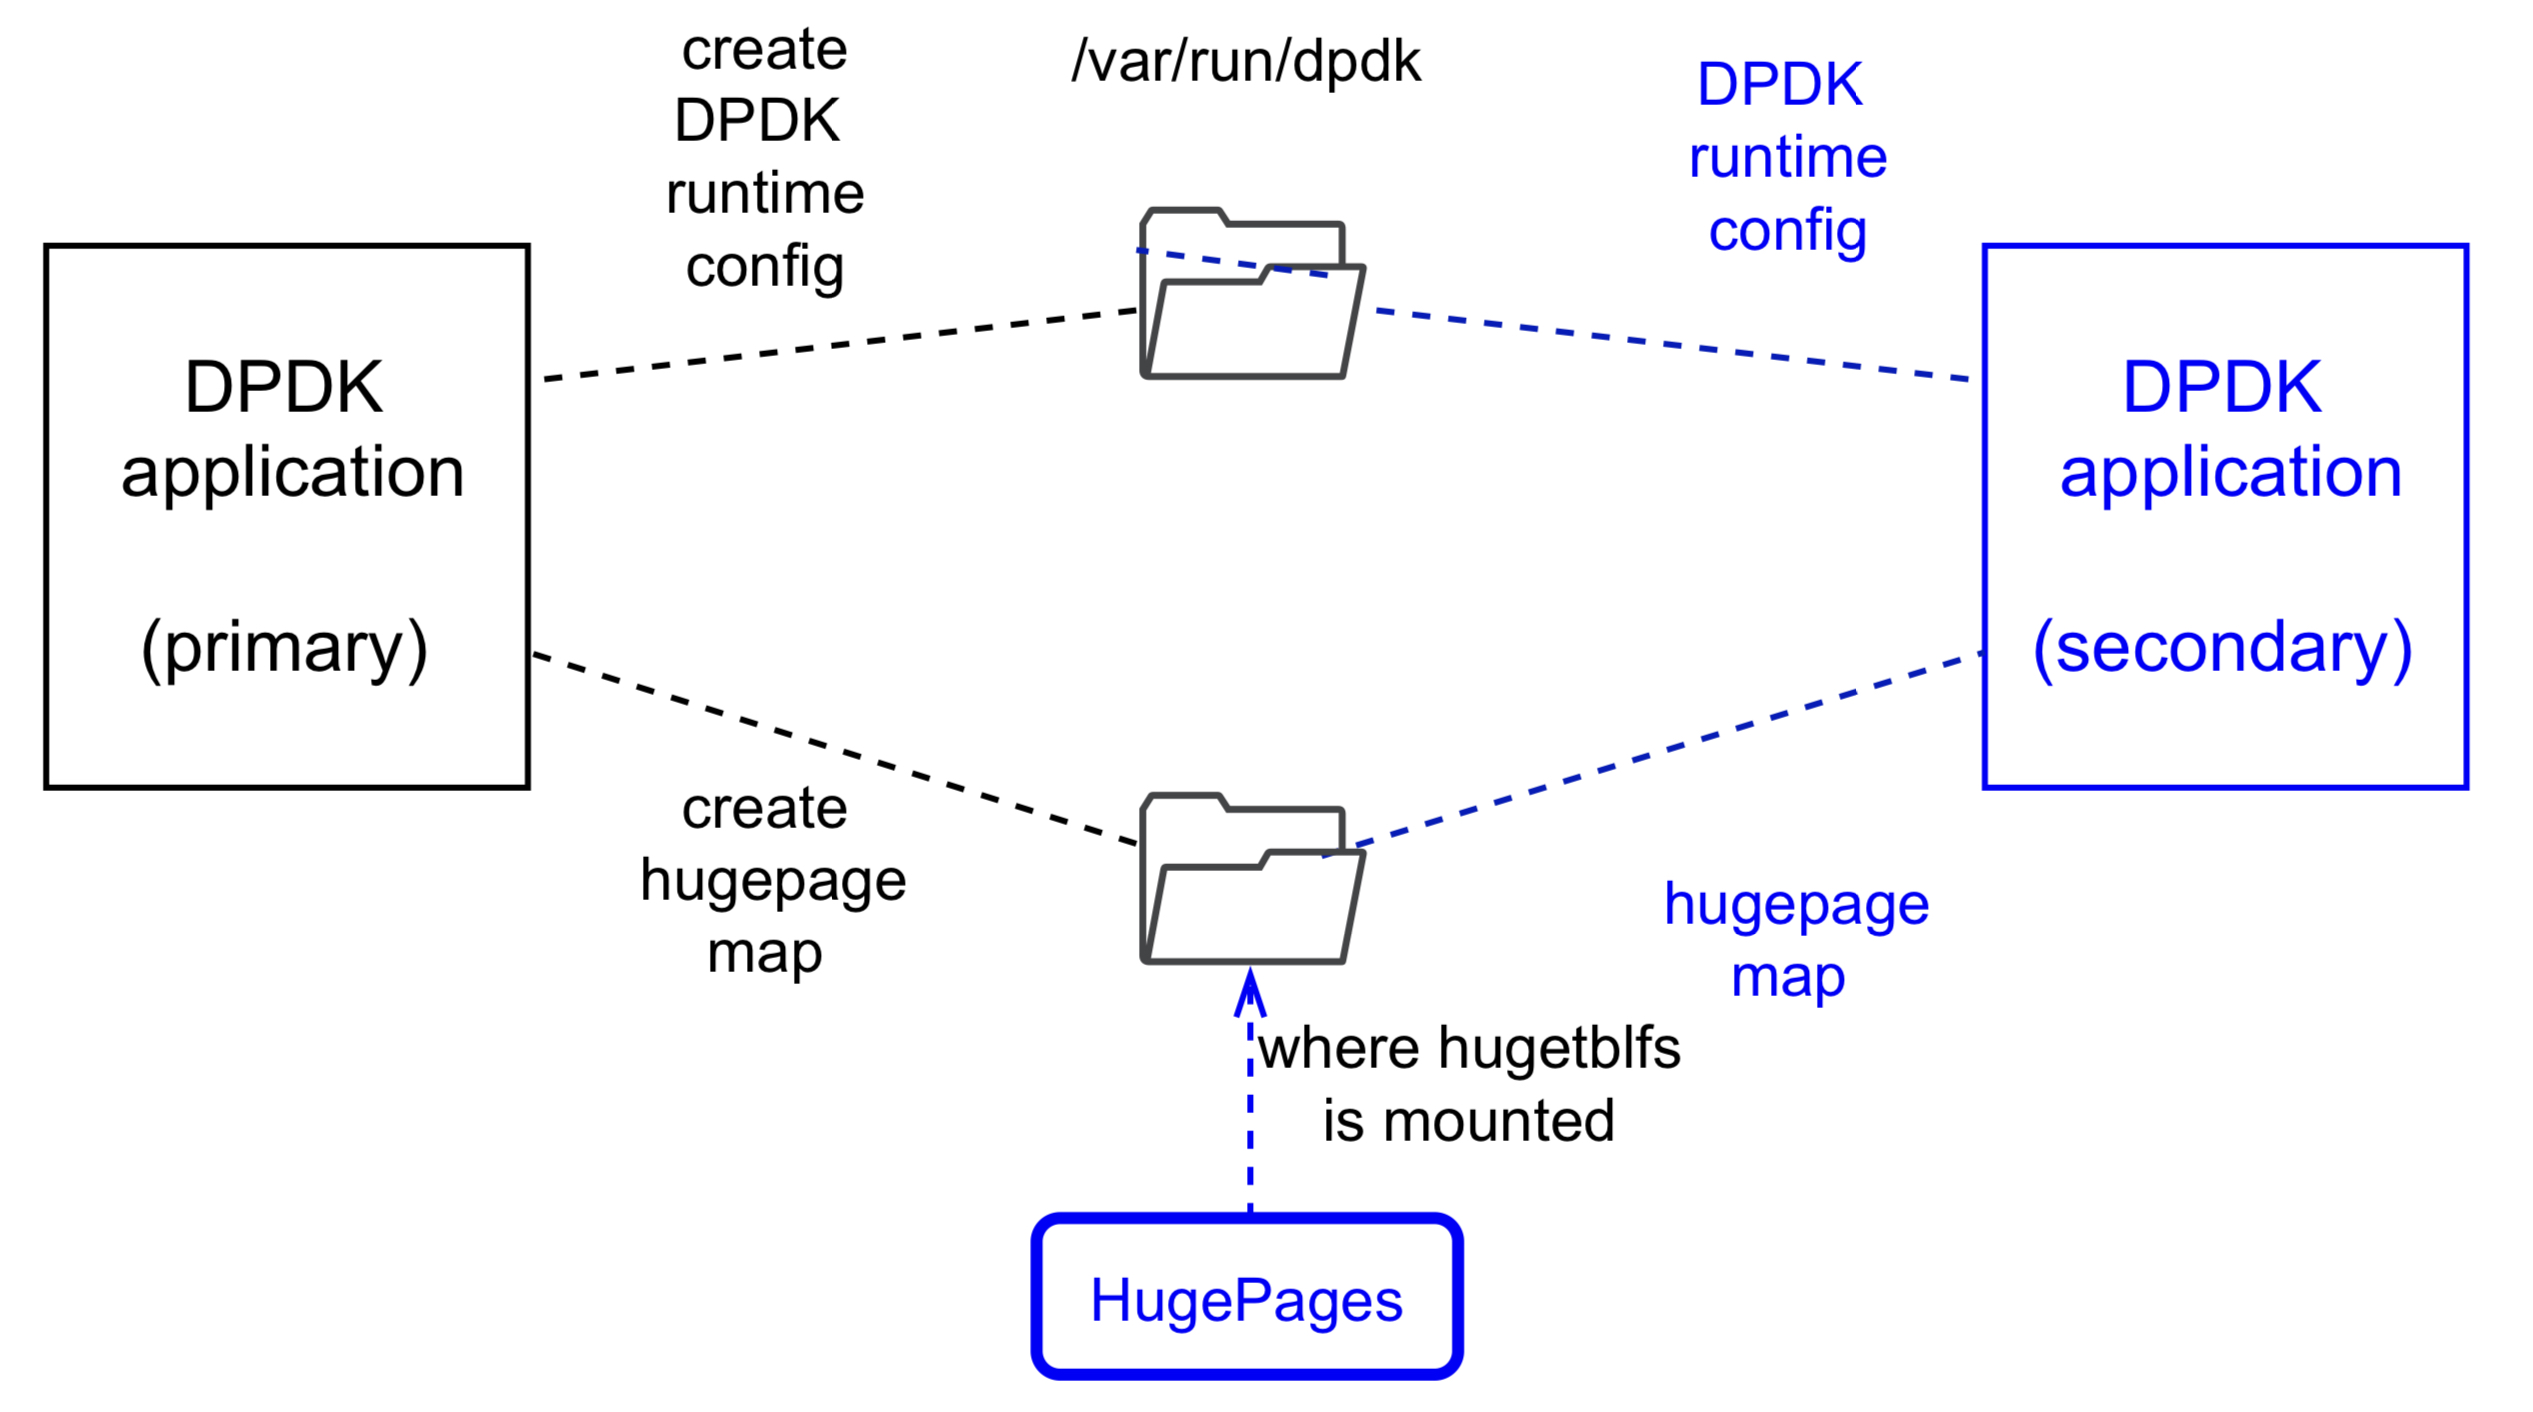 create
DPDK
runtime
config
/var/run/dpdk
DPDK
runtime
config
DPDK
application
(primary)
DPDK
application
(secondary)
create
hugepage
map
hugepage
map
where hugetblfs
is mounted
HugePages